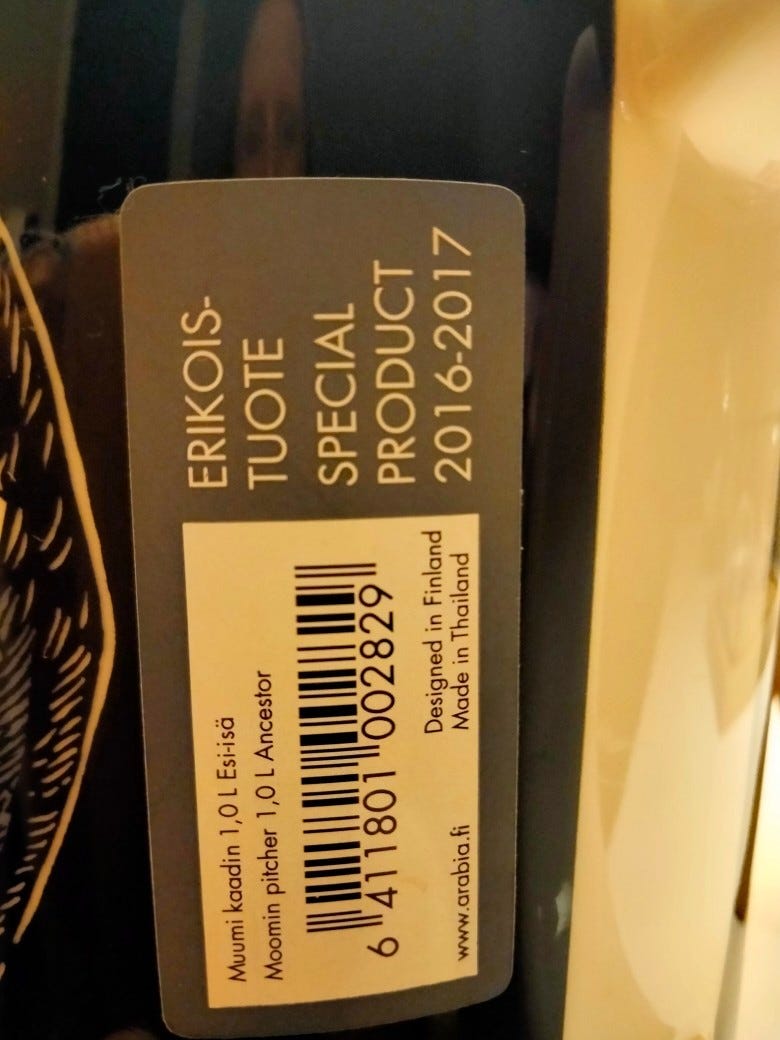 ERIKOIS-
TUOTE
SPECIAL
PRODUCT
2016-2017
Muumi kaadin 1,0 L Esi-isä
Moomin pitcher 1,0 L Ancestor
6 411801 002829
Designed in Finland
Made in Thailand
www.arabia.fi